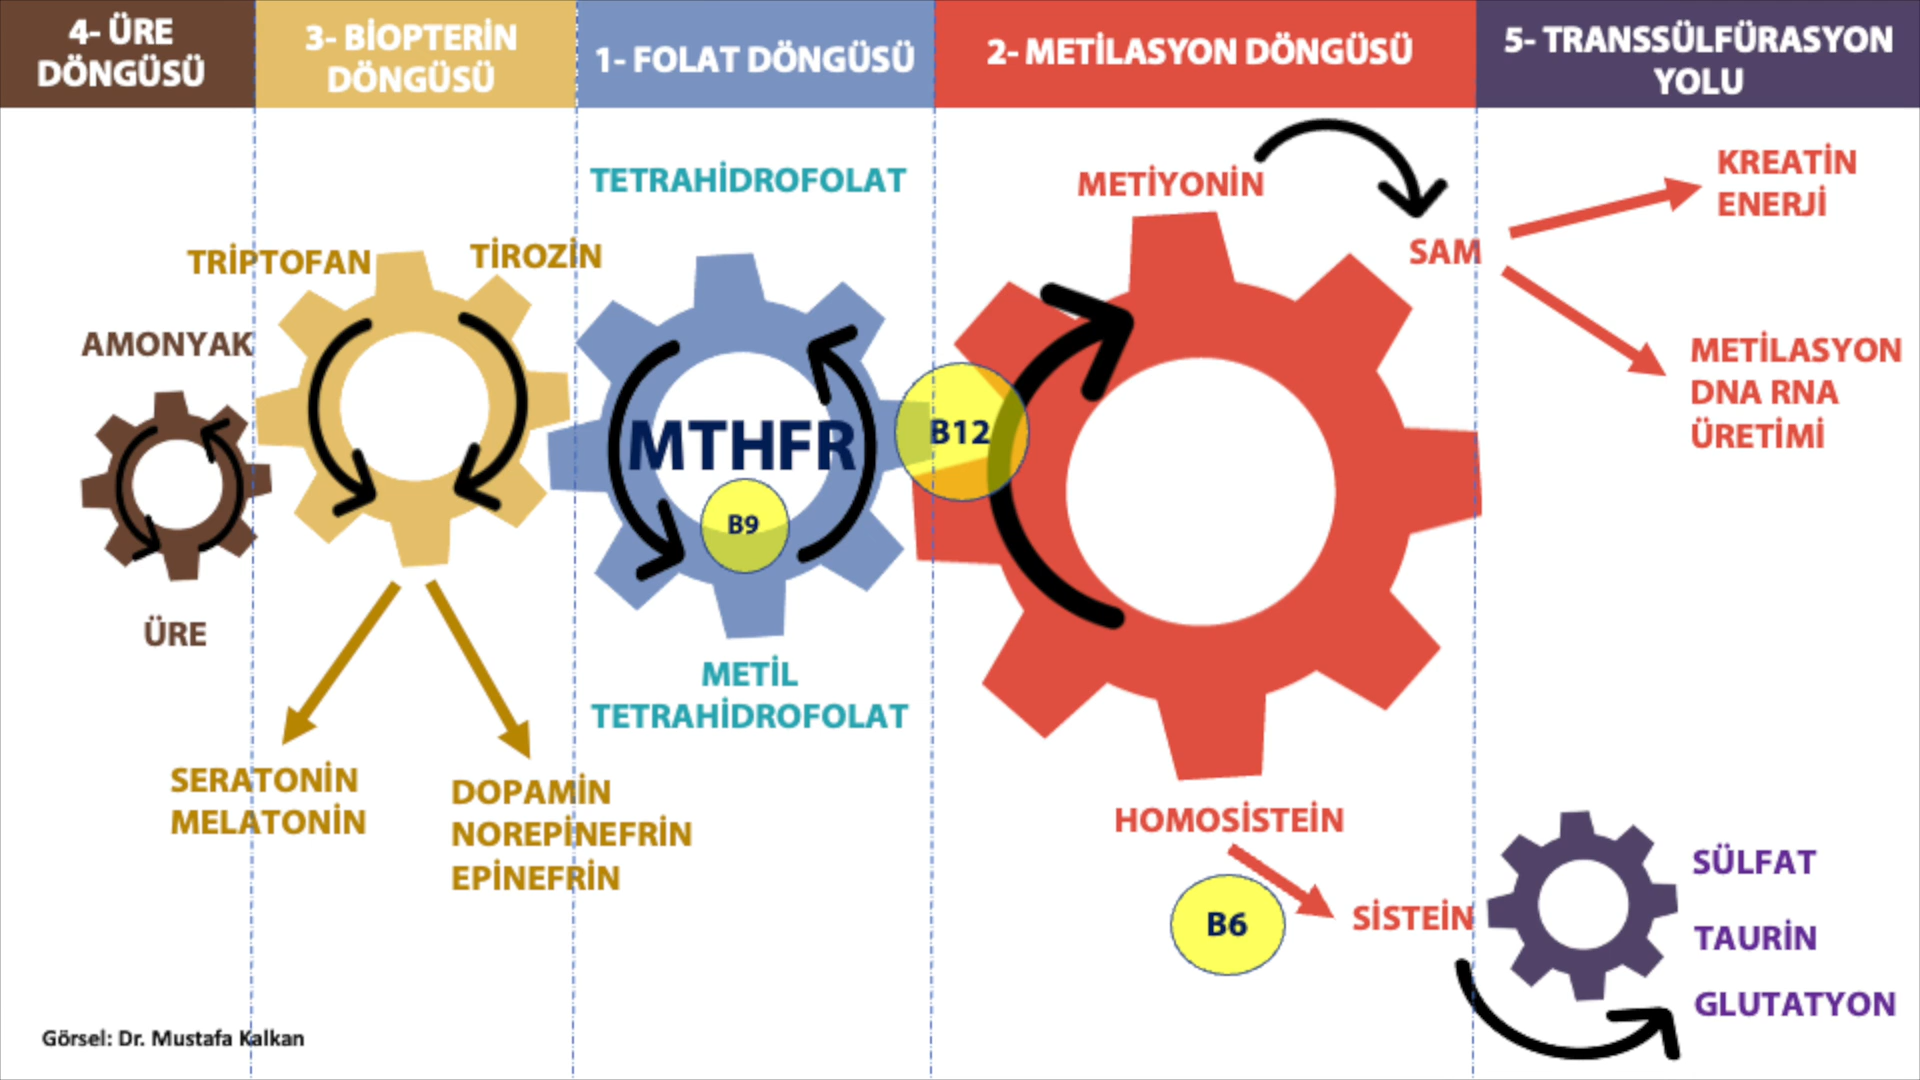 4- ÜRE
DÖNGÜSÜ
3- BİOPTERİN
DÖNGÜSÜ
1- FOLAT DÖNGÜSÜ
2- METİLASYON DÖNGÜSÜ
5- TRANSSÜLFÜRASYON
YOLU
AMONYAK
ÜRE
TRİPTOFAN
TİROZİN
SERATONİN
MELATONİN
DOPAMİN
NOREPİNEFRİN
EPİNEFRİN
TETRAHİDROFOLAT
MTHFR
B9
METİL
TETRAHİDROFOLAT
B12
METİYONİN
SAM
HOMOSİSTEİN
B6
SİSTEİN
KREATİN
ENERJİ
METİLASYON
DNA RNA
ÜRETİMİ
SÜLFAT
TAURİN
GLUTATYON
Görsel: Dr. Mustafa Kalkan